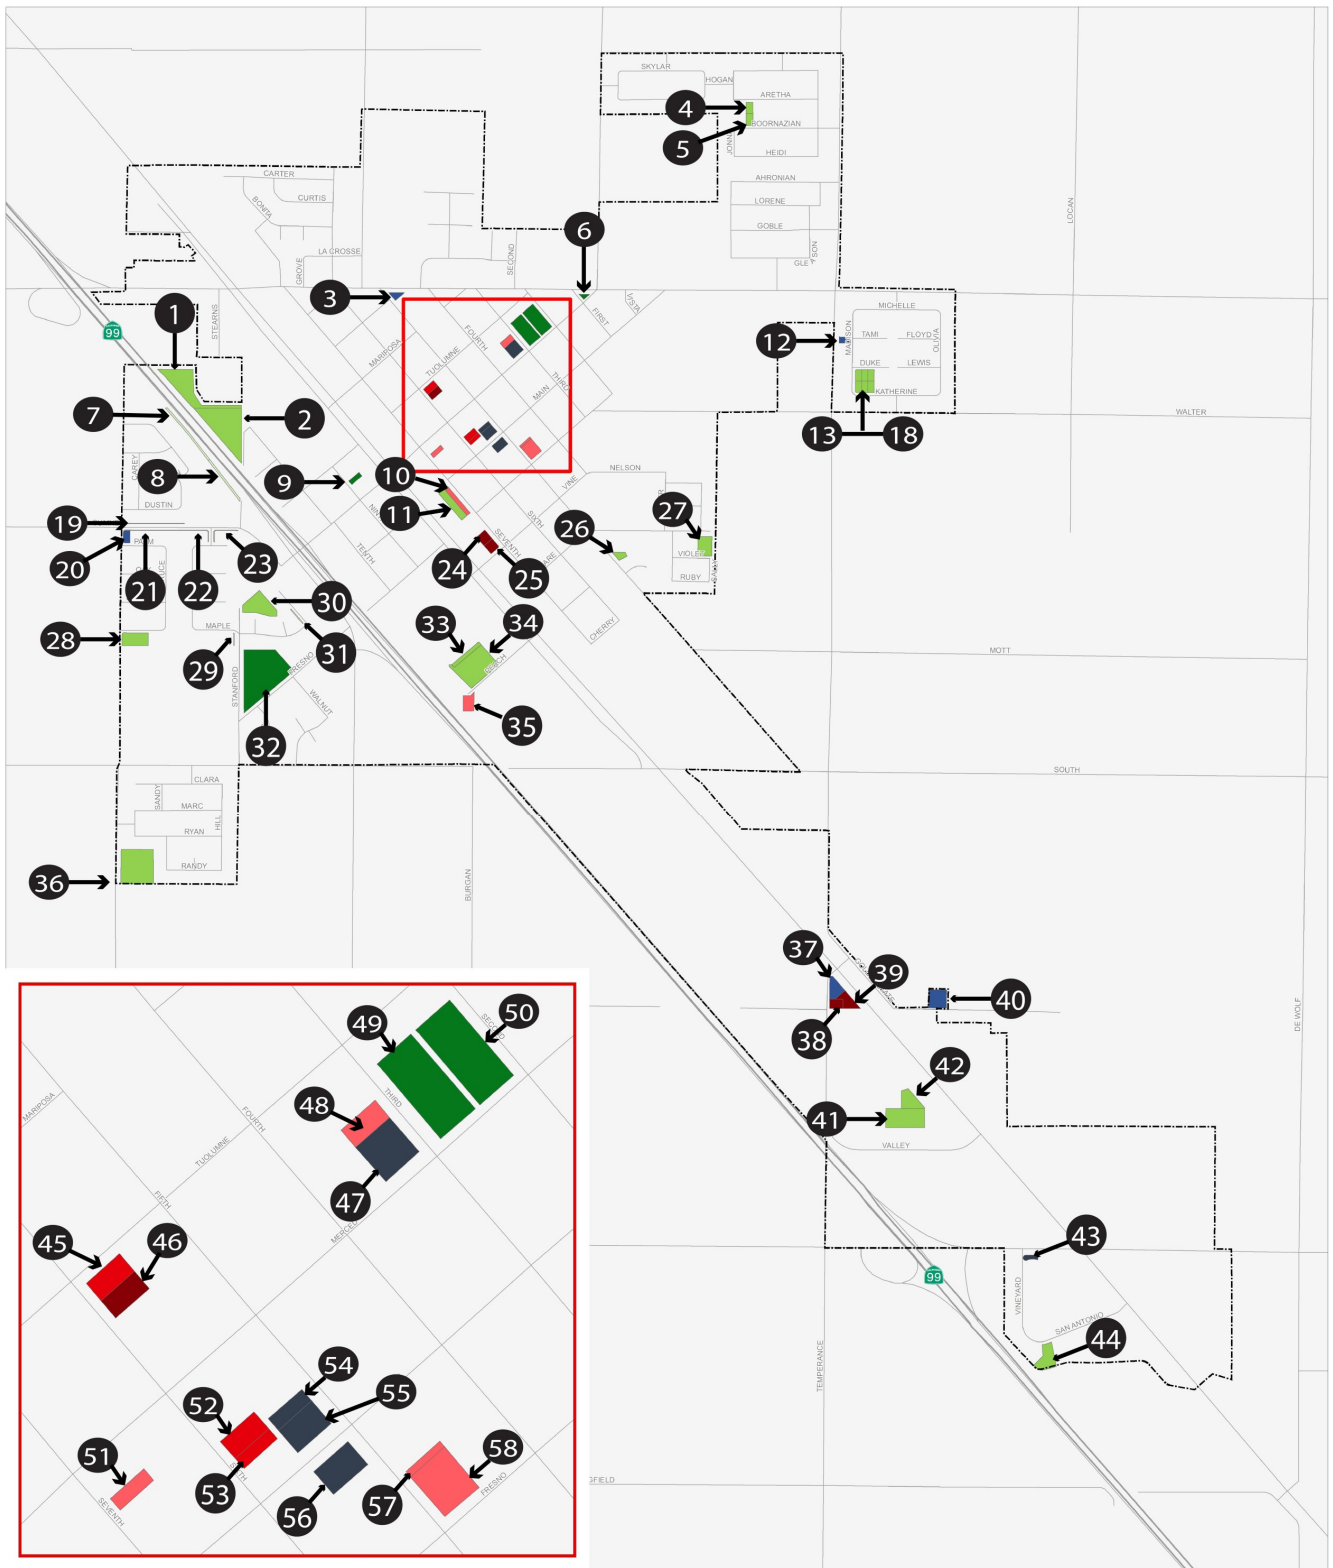 SKYLAR
HOGAN
ARETHA
4
BOORNAZIAN
5
HEIDI
CARTER
AHRONIAN
BONITA
CURTIS
LORENE
LOCAN
GOBLE
6
LA CROSSE
SECOND
GROVE
3
1
STEARNS
FIRST
VISTA
MICHELLE
99
FOURTH
MARIPOSA
12
MADISON
TAMI
FLOYD
OLIVIA
TUOLUMNE
THIRD
DUKE
LEWIS
MAIN
KATHERINE
7
2
WALTER
13
18
CAREY
8
9
10
NELSON
VINE
DUSTIN
11
27
19
SIXTH
26
SEVENTH
20
PALM
TENTH
23
24
VIOLET
21
22
25
RUBY
SALLY
30
28
MAPLE
33
34
CHERRY
29
31
MOTT
STANFORD
FRESNO
WALNUT
35
32
SOUTH
CLARA
SANDY
MARC
HILL
RYAN
RANDY
36
BURGAN
37
39
40
38
DE WOLF
42
41
VALLEY
43
99
VINEYARD
SAN ANTONIO
44
TEMPERANCE
50
49
SECOND
THIRD
MARIPOSA
48
FOURTH
TUOLUMNE
47
FIFTH
MERCED
45
46
54
55
52
51
58
53
57
FRESNO
56
SEVENTH